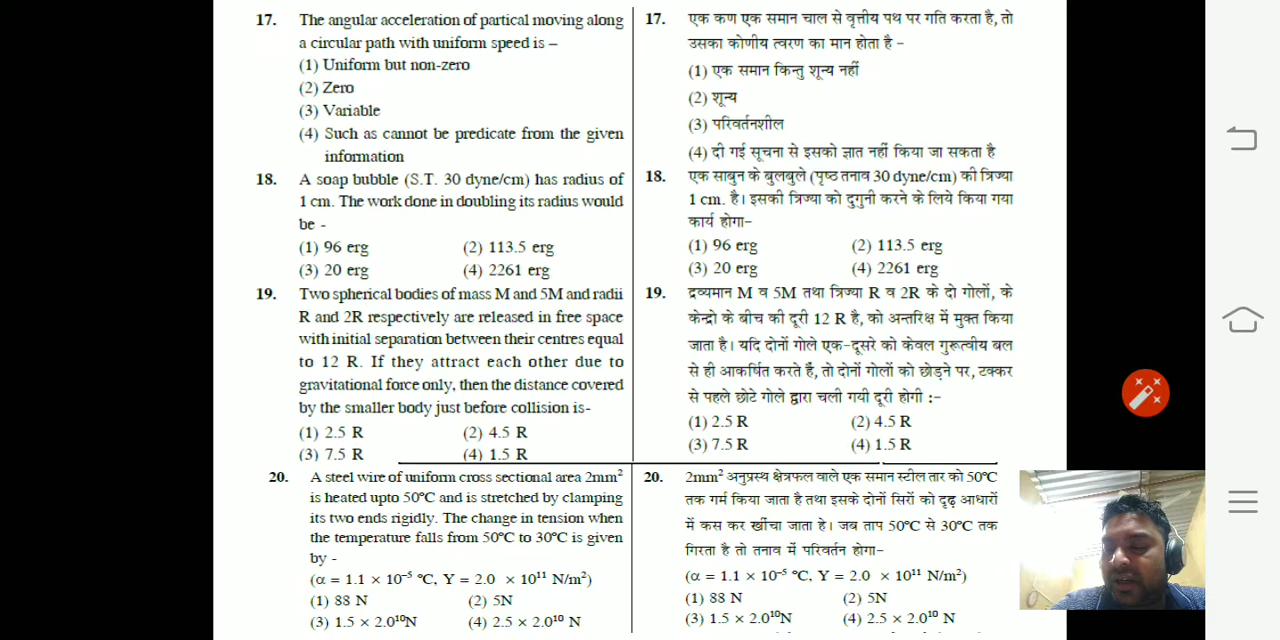 17. The angular acceleration of partical moving along
a circular path with uniform speed is –
(1) Uniform but non-zero
(2) Zero
(3) Variable
(4) Such as cannot be predicate from the given
information
18. A soap bubble (S.T. 30 dyne/cm) has radius of
1 cm. The work done in doubling its radius would
be -
(1) 96 erg (2) 113.5 erg
(3) 20 erg (4) 2261 erg
19. Two spherical bodies of mass M and 5M and radii
R and 2R respectively are released in free space
with initial separation between their centres equal
to 12 R. If they attract each other due to
gravitational force only, then the distance covered
by the smaller body just before collision is-
(1) 2.5 R (2) 4.5 R
(3) 7.5 R (4) 1.5 R
20. A steel wire of uniform cross sectional area 2mm²
is heated upto 50°C and is stretched by clamping
its two ends rigidly. The change in tension when
the temperature falls from 50°C to 30°C is given
by -
(α = 1.1 × 10⁻⁵ °C, Y = 2.0 × 10¹¹ N/m²)
(1) 88 N (2) 5N
(3) 1.5 × 2.0¹⁰N (4) 2.5 × 2.0¹⁰ N
17. एक कण एक समान चाल से वृत्तीय पथ पर गति करता है, तो
उसका कोणीय त्वरण का मान होता है -
(1) एक समान किन्तु शून्य नहीं
(2) शून्य
(3) परिवर्तनशील
(4) दी गई सूचना से इसको ज्ञात नहीं किया जा सकता है
18. एक साबुन के बुलबुले (पृष्ठ तनाव 30 dyne/cm) की त्रिज्या
1 cm. है। इसकी त्रिज्या को दुगुनी करने के लिये किया गया
कार्य होगा-
(1) 96 erg (2) 113.5 erg
(3) 20 erg (4) 2261 erg
19. द्रव्यमान M व 5M तथा त्रिज्या R व 2R के दो गोलों, के
केन्द्रो के बीच की दूरी 12 R है, को अन्तरिक्ष में मुक्त किया
जाता है। यदि दोनों गोले एक-दूसरे को केवल गुरूत्वीय बल
से ही आकर्षित करते हैं, तो दोनों गोलों को छोड़ने पर, टक्कर
से पहले छोटे गोले द्वारा चली गयी दूरी होगी :-
(1) 2.5 R (2) 4.5 R
(3) 7.5 R (4) 1.5 R
20. 2mm² अनुप्रस्थ क्षेत्रफल वाले एक समान स्टील तार को 50°C
तक गर्म किया जाता है तथा इसके दोनों सिरों को दृढ़ आधारों
में कस कर खींचा जाता हे। जब ताप 50°C से 30°C तक
गिरता है तो तनाव में परिवर्तन होगा-
(α = 1.1 × 10⁻⁵ °C, Y = 2.0 × 10¹¹ N/m²)
(1) 88 N (2) 5N
(3) 1.5 × 2.0¹⁰N (4) 2.5 × 2.0¹⁰ N